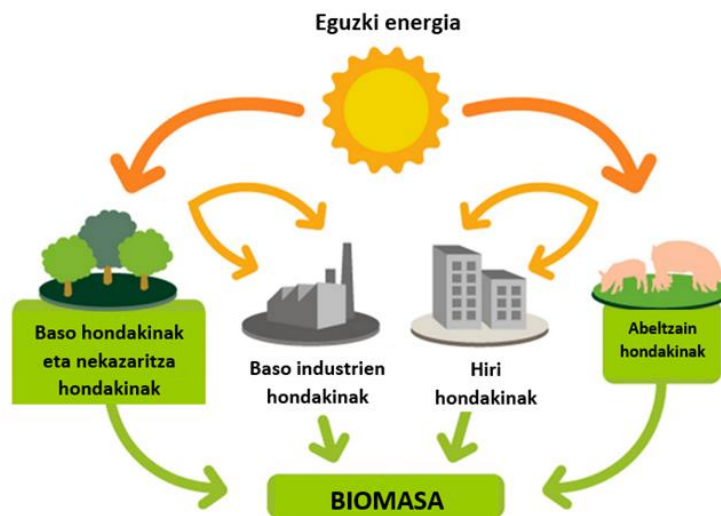 Eguzki energia
Baso hondakinak
eta nekazaritza
hondakinak
Baso industrien
hondakinak
Hiri
hondakinak
Abeltzain
hondakinak
BIOMASA